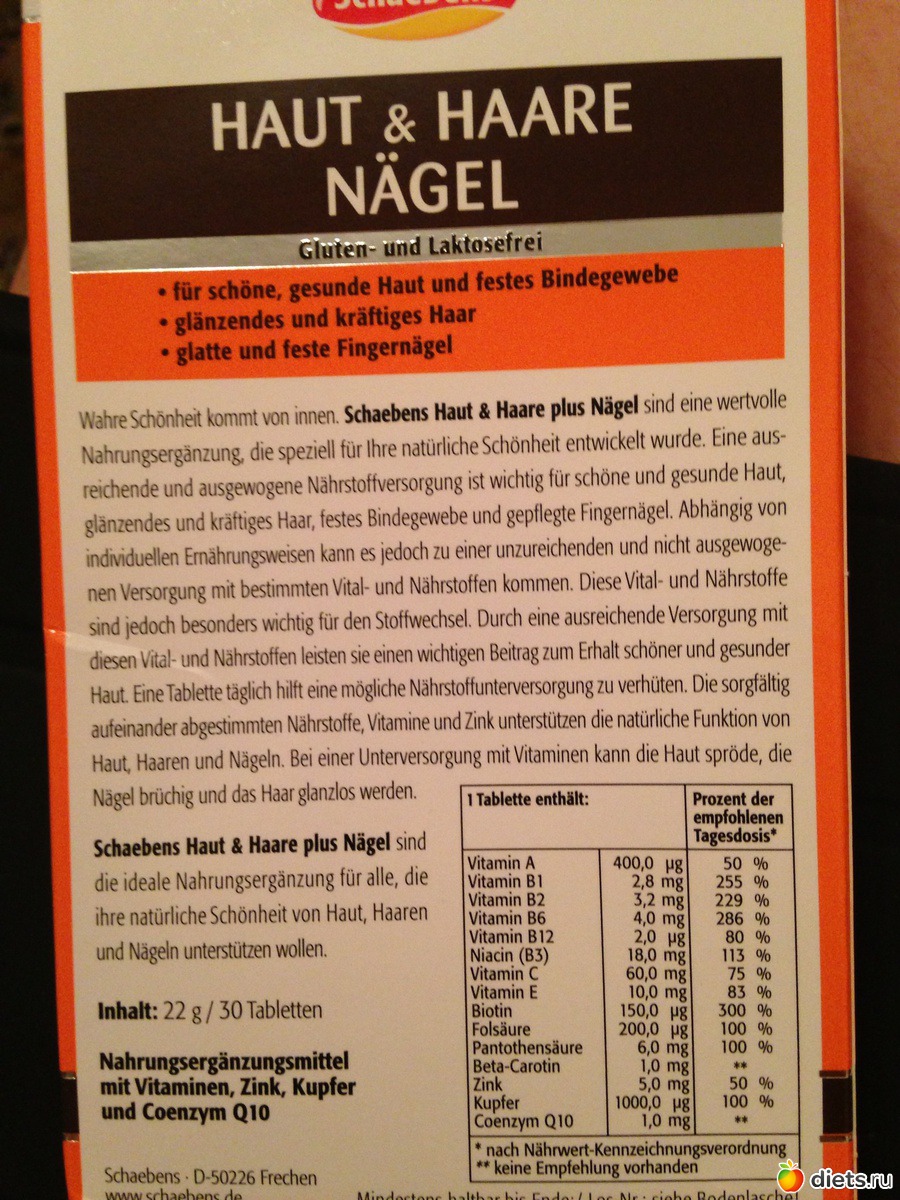 Schaebens
HAUT & HAARE
NÄGEL
Gluten- und Laktosefrei
• für schöne, gesunde Haut und festes Bindegewebe
• glänzendes und kräftiges Haar
• glatte und feste Fingernägel
Wahre Schönheit kommt von innen. Schaebens Haut & Haare plus Nägel sind eine wertvolle
Nahrungsergänzung, die speziell für Ihre natürliche Schönheit entwickelt wurde. Eine aus-
reichende und ausgewogene Nährstoffversorgung ist wichtig für schöne und gesunde Haut,
glänzendes und kräftiges Haar, festes Bindegewebe und gepflegte Fingernägel. Abhängig von
individuellen Ernährungsweisen kann es jedoch zu einer unzureichenden und nicht ausgewoge-
nen Versorgung mit bestimmten Vital- und Nährstoffen kommen. Diese Vital- und Nährstoffe
sind jedoch besonders wichtig für den Stoffwechsel. Durch eine ausreichende Versorgung mit
diesen Vital- und Nährstoffen leisten sie einen wichtigen Beitrag zum Erhalt schöner und gesunder
Haut. Eine Tablette täglich hilft eine mögliche Nährstoffunterversorgung zu verhüten. Die sorgfältig
aufeinander abgestimmten Nährstoffe, Vitamine und Zink unterstützen die natürliche Funktion von
Haut, Haaren und Nägeln. Bei einer Unterversorgung mit Vitaminen kann die Haut spröde, die
Nägel brüchig und das Haar glanzlos werden.
Schaebens Haut & Haare plus Nägel sind
die ideale Nahrungsergänzung für alle, die
ihre natürliche Schönheit von Haut, Haaren
und Nägeln unterstützen wollen.
Inhalt: 22 g / 30 Tabletten
Nahrungsergänzungsmittel
mit Vitaminen, Zink, Kupfer
und Coenzym Q10
Schaebens · D-50226 Frechen
www.schaebens.de
1 Tablette enthält: Prozent der
empfohlenen
Tagesdosis*
Vitamin A 400,0 µg 50 %
Vitamin B1 2,8 mg 255 %
Vitamin B2 3,2 mg 229 %
Vitamin B6 4,0 mg 286 %
Vitamin B12 2,0 µg 80 %
Niacin (B3) 18,0 mg 113 %
Vitamin C 60,0 mg 75 %
Vitamin E 10,0 mg 83 %
Biotin 150,0 µg 300 %
Folsäure 200,0 µg 100 %
Pantothensäure 6,0 mg 100 %
Beta-Carotin 1,0 mg **
Zink 5,0 mg 50 %
Kupfer 1000,0 µg 100 %
Coenzym Q10 1,0 mg **
* nach Nährwert-Kennzeichnungsverordnung
** keine Empfehlung vorhanden
Mindestens haltbar bis Ende: / Los Nr.: siehe Bodenlasche
diets.ru